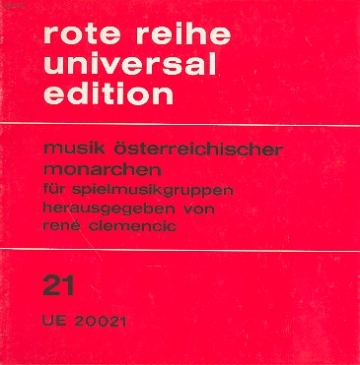 rote reihe
universal
edition
musik österreichischer
monarchen
für spielmusikgruppen
herausgegeben von
rené clemencic
21
UE 20021